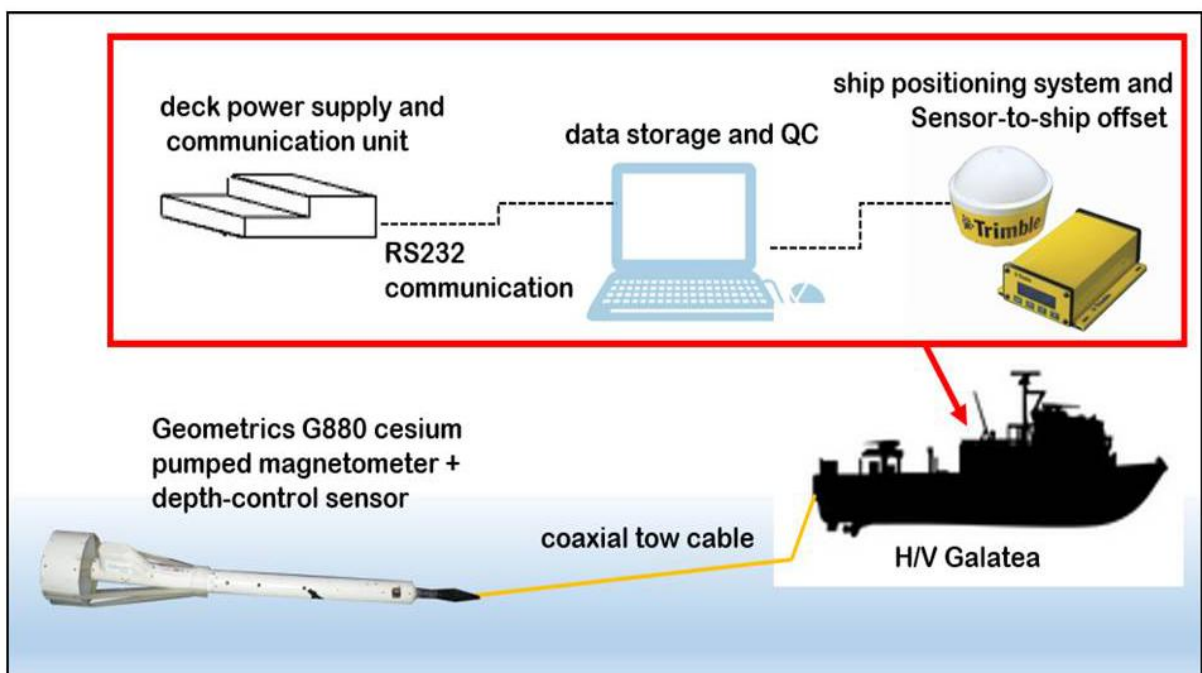 deck power supply and
communication unit
data storage and QC
ship positioning system and
Sensor-to-ship offset
Trimble
RS232
communication
Geometrics G880 cesium
pumped magnetometer +
depth-control sensor
coaxial tow cable
H/V Galatea